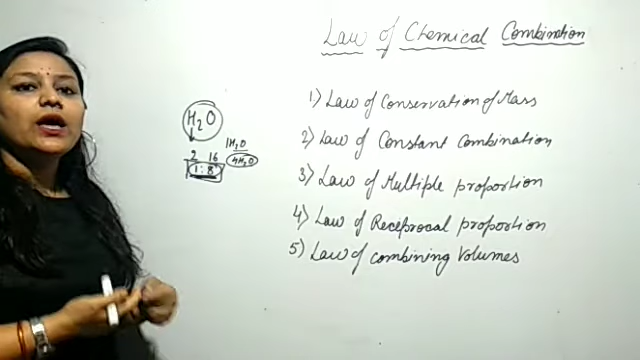 Law of Chemical Combination
1) Law of Conservation of Mass
2) Law of Constant Combination
3) Law of Multiple proportion
4) Law of Reciprocal proportion
5) Law of combining Volumes
H₂O
2 16
1 : 8
1H₂O
4H₂O